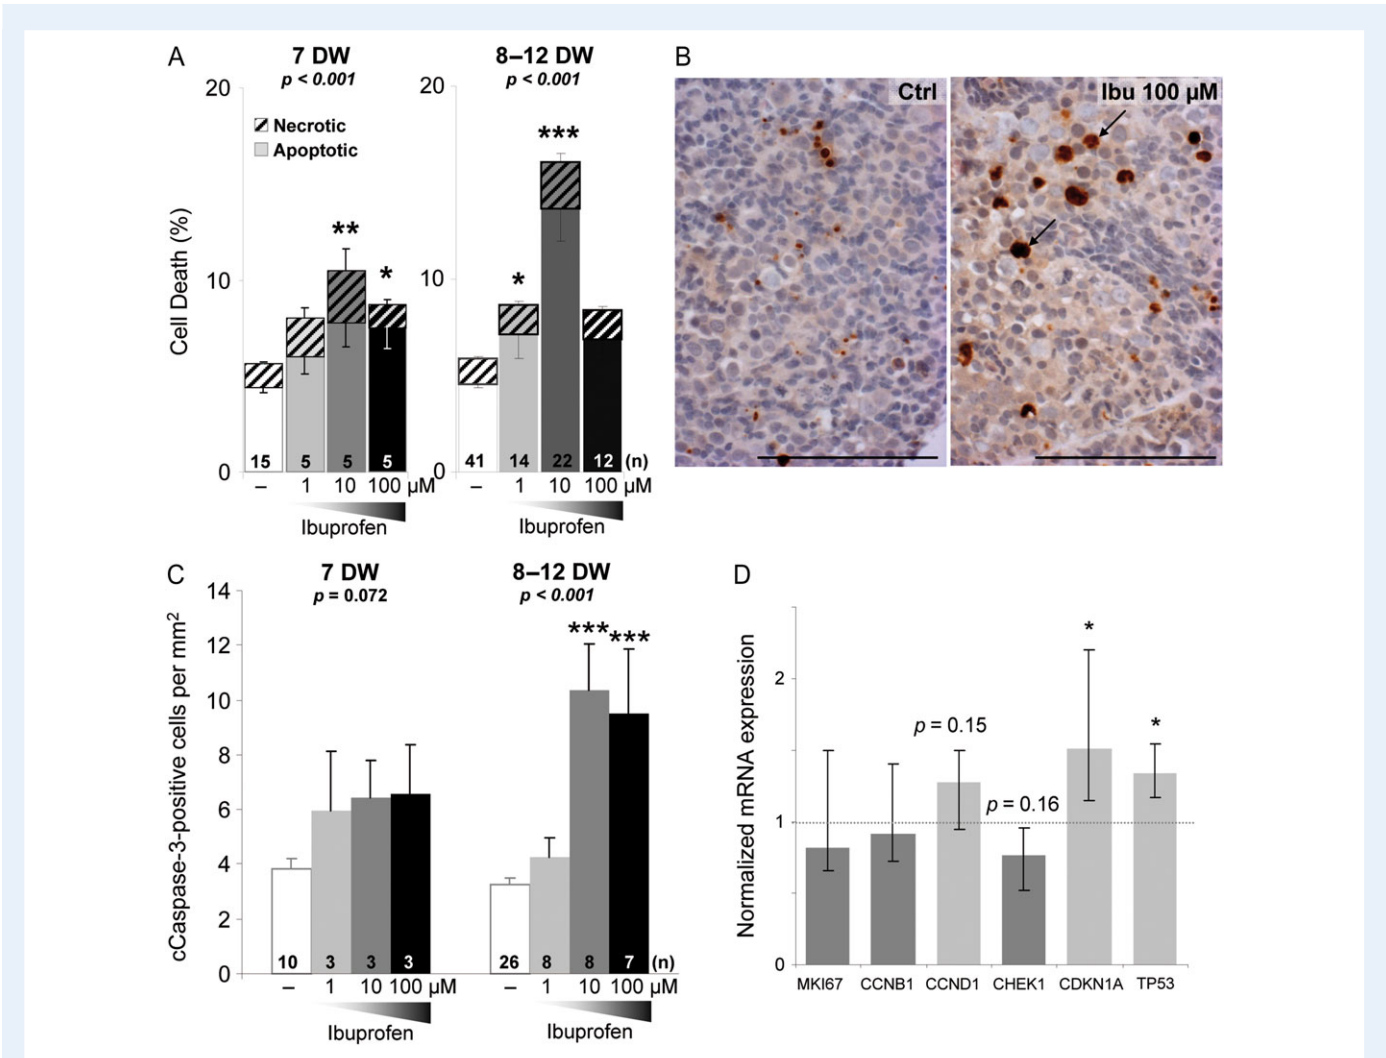 A
7 DW
p < 0.001
8–12 DW
p < 0.001
20
10
0
Cell Death (%)
Necrotic
Apoptotic
**
*
15
5
5
5
– 1 10 100 µM
Ibuprofen
20
10
0
*
***
41
14
22
12
(n)
– 1 10 100 µM
Ibuprofen
B
Ctrl
Ibu 100 µM
C
7 DW
p = 0.072
8–12 DW
p < 0.001
cCaspase-3-positive cells per mm2
14
12
10
8
6
4
2
0
***
***
10
3
3
3
26
8
8
7
(n)
– 1 10 100 µM
– 1 10 100 µM
Ibuprofen
Ibuprofen
D
Normalized mRNA expression
2
1
0
p = 0.15
p = 0.16
*
*
MKI67 CCNB1 CCND1 CHEK1 CDKN1A TP53